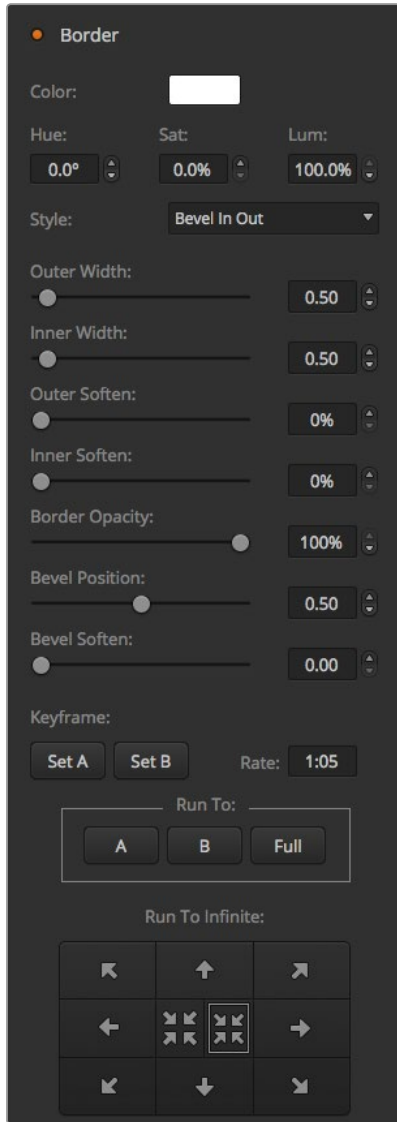 Border
Color:
Hue: Sat: Lum:
0.0° 0.0% 100.0%
Style: Bevel In Out
Outer Width:
0.50
Inner Width:
0.50
Outer Soften:
0%
Inner Soften:
0%
Border Opacity:
100%
Bevel Position:
0.50
Bevel Soften:
0.00
Keyframe:
Set A Set B Rate: 1:05
Run To:
A B Full
Run To Infinite: